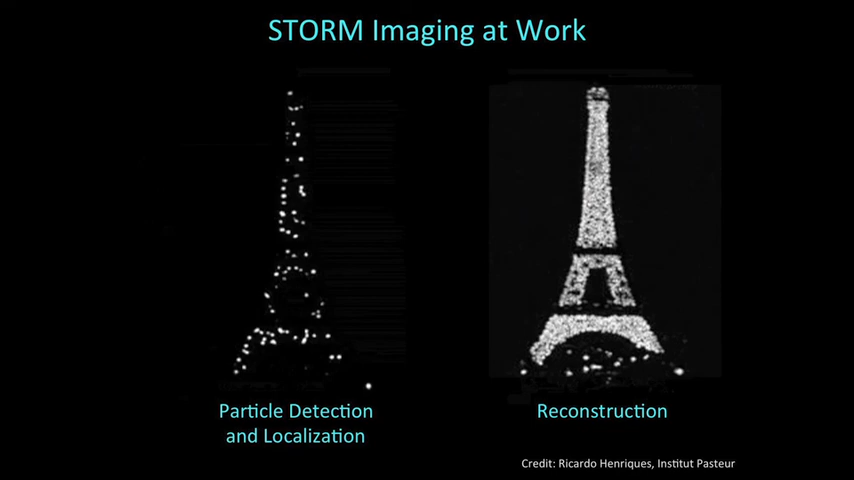 STORM Imaging at Work
Particle Detection
and Localization
Reconstruction
Credit: Ricardo Henriques, Institut Pasteur